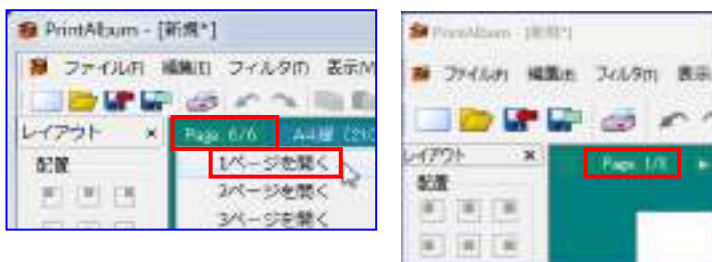 PrintAlbum - [新規*]
ファイル(F) 編集(E) フィルタ(T) 表示(V)
レイアウト ×
Page. 6/6 A4縦 (210
配置
1ページを開く
2ページを開く
3ページを開く
PrintAlbum - [新規*]
ファイル(F) 編集(E) フィルタ(T) 表示
レイアウト ×
Page.
配置